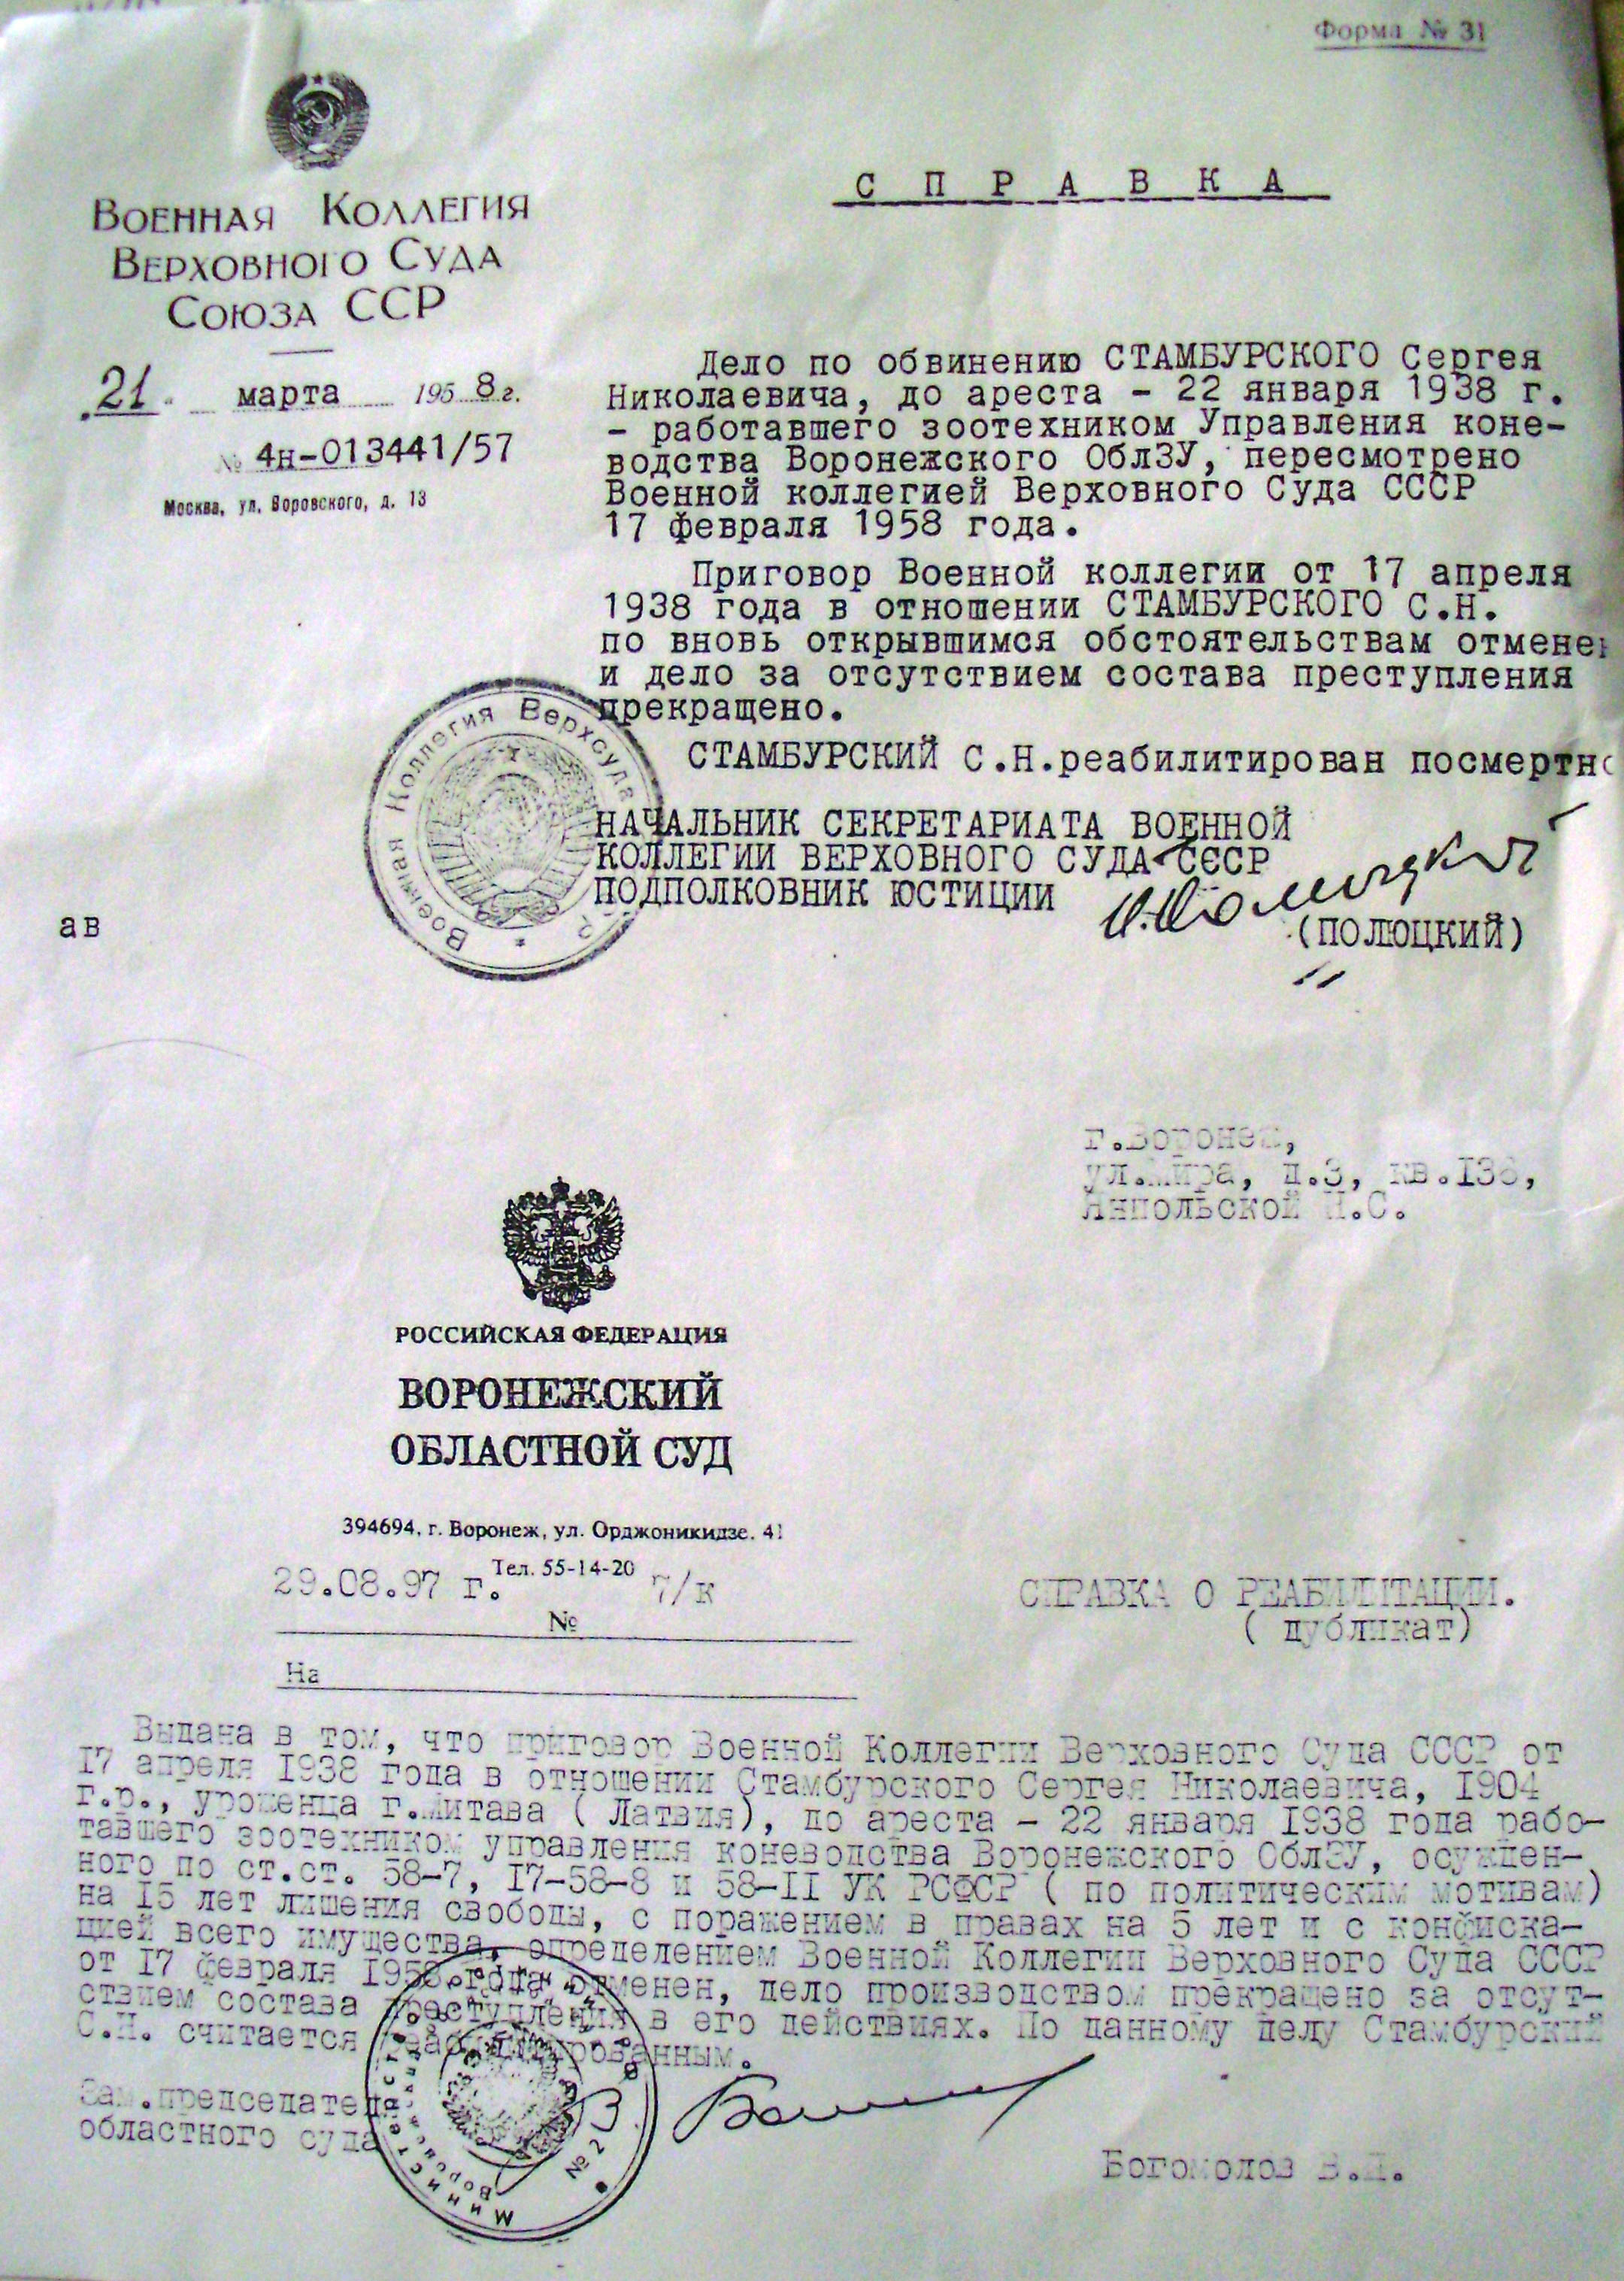 Форма № 31
С П Р А В К А
Военная Коллегия
Верховного Суда
Союза ССР
21 марта 1958 г.
№ 4н-013441/57
Москва, ул. Воровского, д. 13
Дело по обвинению СТАМБУРСКОГО Сергея
Николаевича, до ареста - 22 января 1938 г.
- работавшего зоотехником Управления коне-
водства Воронежского ОблЗУ, пересмотрено
Военной коллегией Верховного Суда СССР
17 февраля 1958 года.
Приговор Военной коллегии от 17 апреля
1938 года в отношении СТАМБУРСКОГО С.Н.
по вновь открывшимся обстоятельствам отменен
и дело за отсутствием состава преступления
прекращено.
СТАМБУРСКИЙ С.Н.реабилитирован посмертно
НАЧАЛЬНИК СЕКРЕТАРИАТА ВОЕННОЙ
КОЛЛЕГИИ ВЕРХОВНОГО СУДА СССР
ПОДПОЛКОВНИК ЮСТИЦИИ
(ПОЛЮЦКИЙ)
Военная Коллегия Верхсуда
ав
г.Воронеж,
ул.Мира, д.3, кв.138,
Янпольской И.С.
РОССИЙСКАЯ ФЕДЕРАЦИЯ
ВОРОНЕЖСКИЙ
ОБЛАСТНОЙ СУД
394694, г. Воронеж, ул. Орджоникидзе, 41
Тел. 55-14-20
29.08.97 г. № 7/к
На
СПРАВКА О РЕАБИЛИТАЦИИ.
( дубликат)
Выдана в том, что приговор Военной Коллегии Верховного Суда СССР от
17 апреля 1938 года в отношении Стамбурского Сергея Николаевича, 1904
г.р., уроженца г.Митава ( Латвия), до ареста - 22 января 1938 года рабо-
тавшего зоотехником управления коневодства Воронежского ОблЗУ, осужден-
ного по ст.ст. 58-7, 17-58-8 и 58-11 УК РСФСР ( по политическим мотивам)
на 15 лет лишения свободы, с поражением в правах на 5 лет и с конфиска-
цией всего имущества, определением Военной Коллегии Верховного Суда СССР
от 17 февраля 1958 года отменен, дело производством прекращено за отсут-
ствием состава преступления в его действиях. По данному делу Стамбурский
С.Н. считается реабилитированным.
Зам.председателя
областного суда
Богомолов В.Д.
№ 2